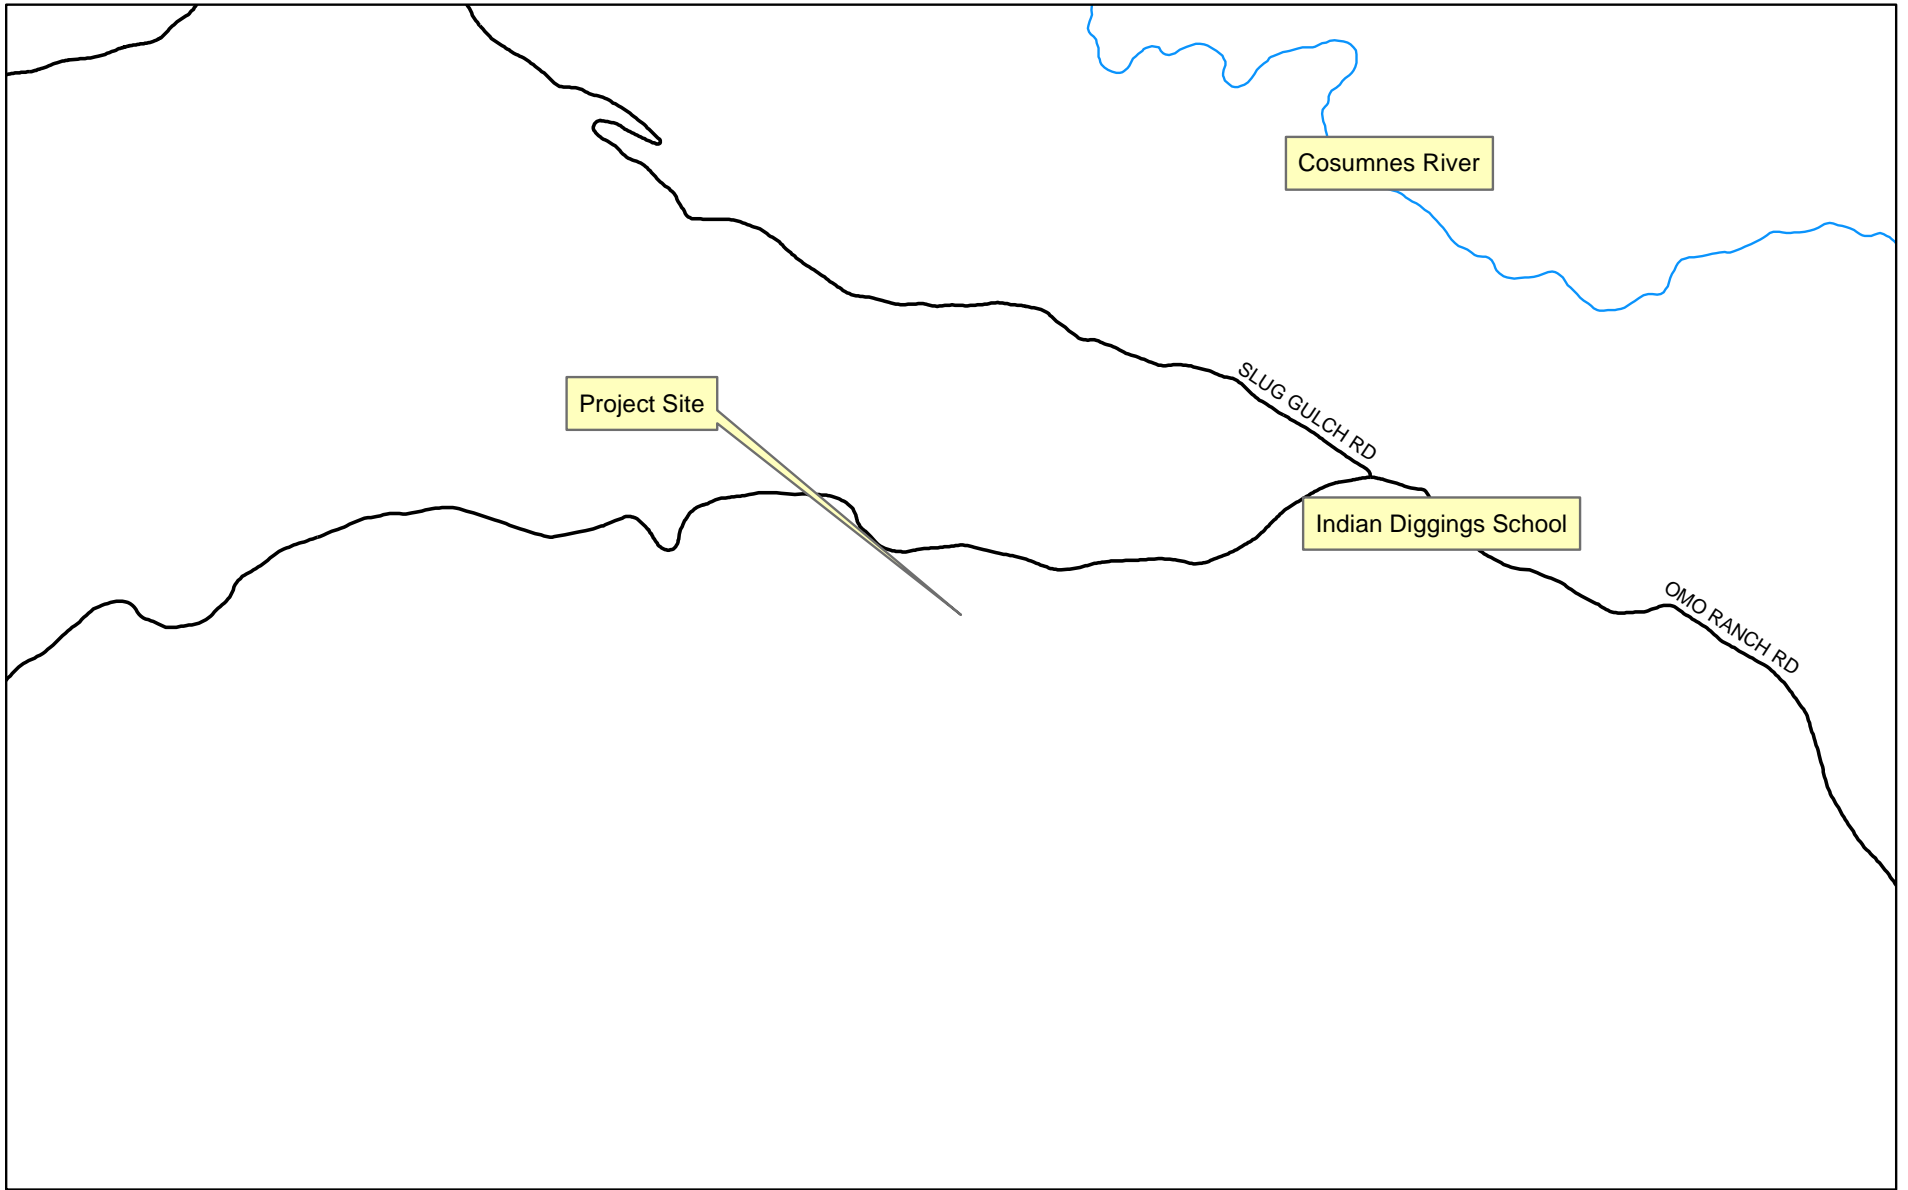 Cosumnes River
SLUG GULCH RD
Project Site
Indian Diggings School
OMO RANCH RD